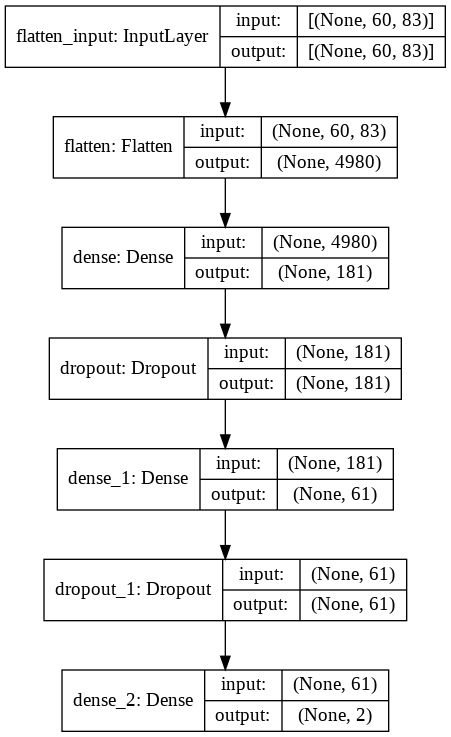 flatten_input: InputLayer
input:
[(None, 60, 83)]
output:
[(None, 60, 83)]
flatten: Flatten
input:
(None, 60, 83)
output:
(None, 4980)
dense: Dense
input:
(None, 4980)
output:
(None, 181)
dropout: Dropout
input:
(None, 181)
output:
(None, 181)
dense_1: Dense
input:
(None, 181)
output:
(None, 61)
dropout_1: Dropout
input:
(None, 61)
output:
(None, 61)
dense_2: Dense
input:
(None, 61)
output:
(None, 2)